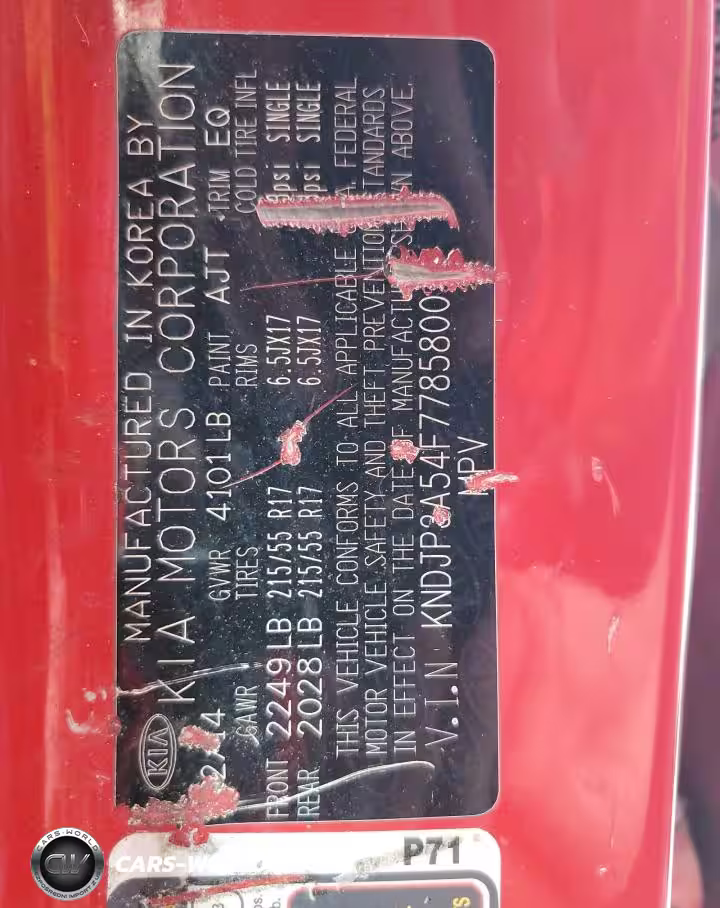 KIA
MANUFACTURED IN KOREA BY
KIA MOTORS CORPORATION
GVWR 4101LB PAINT AJT TRIM EQ
GAWR TIRES RIMS COLD TIRE INFL
FRONT 2249LB 215/55 R17 6.5JX17 psi SINGLE
REAR 2028LB 215/55 R17 6.5JX17 psi SINGLE
THIS VEHICLE CONFORMS TO ALL APPLICABLE FEDERAL
MOTOR VEHICLE SAFETY AND THEFT PREVENTION STANDARDS
IN EFFECT ON THE DATE OF MANUFACTURE SHOWN ABOVE.
V.I.N KNDJP3A54F7785800
MPV
P71
CARS-WORLD
CW